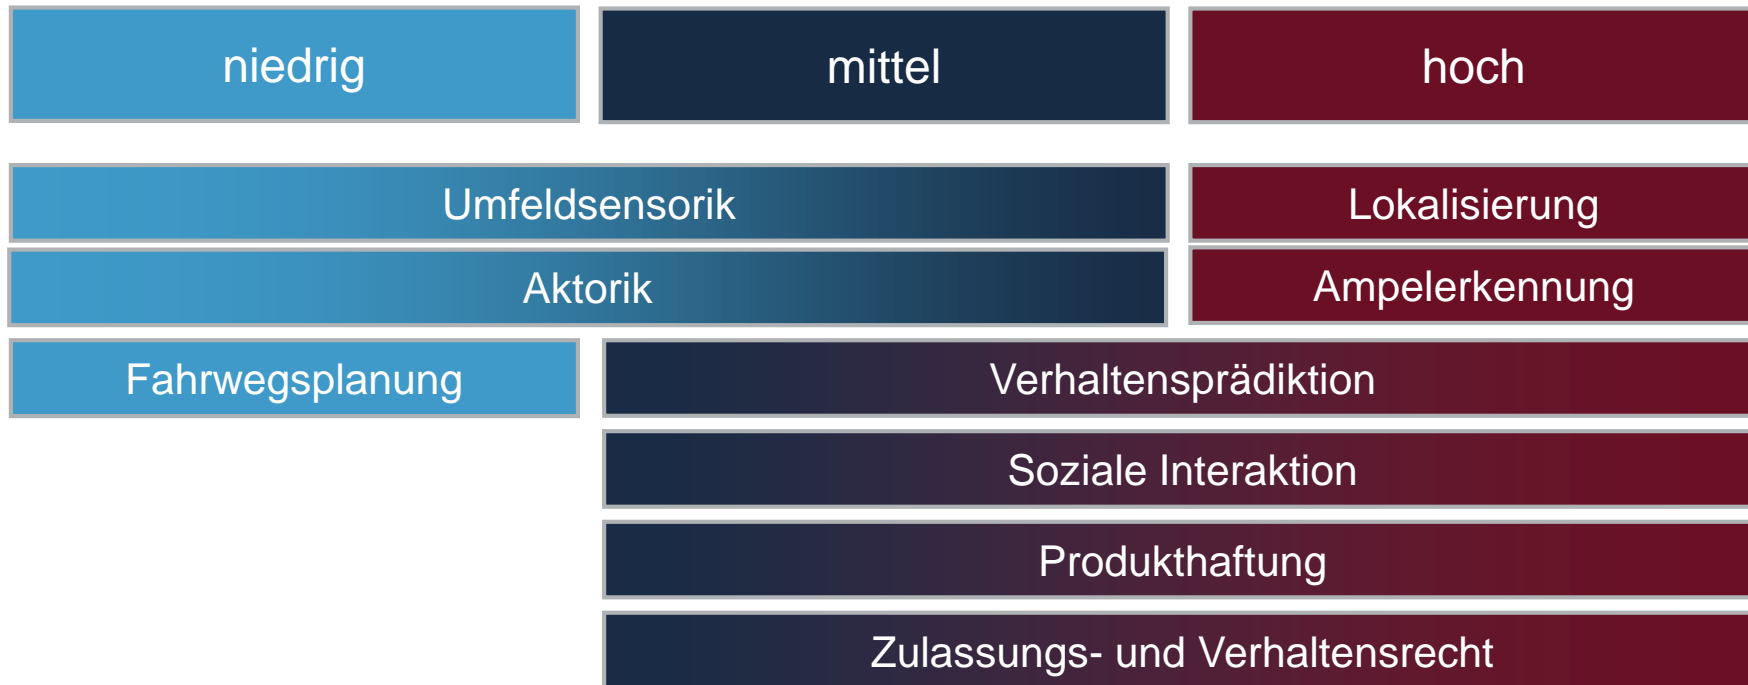 niedrig
mittel
hoch
Umfeldsensorik
Lokalisierung
Aktorik
Ampelerkennung
Fahrwegsplanung
Verhaltensprädiktion
Soziale Interaktion
Produkthaftung
Zulassungs- und Verhaltensrecht